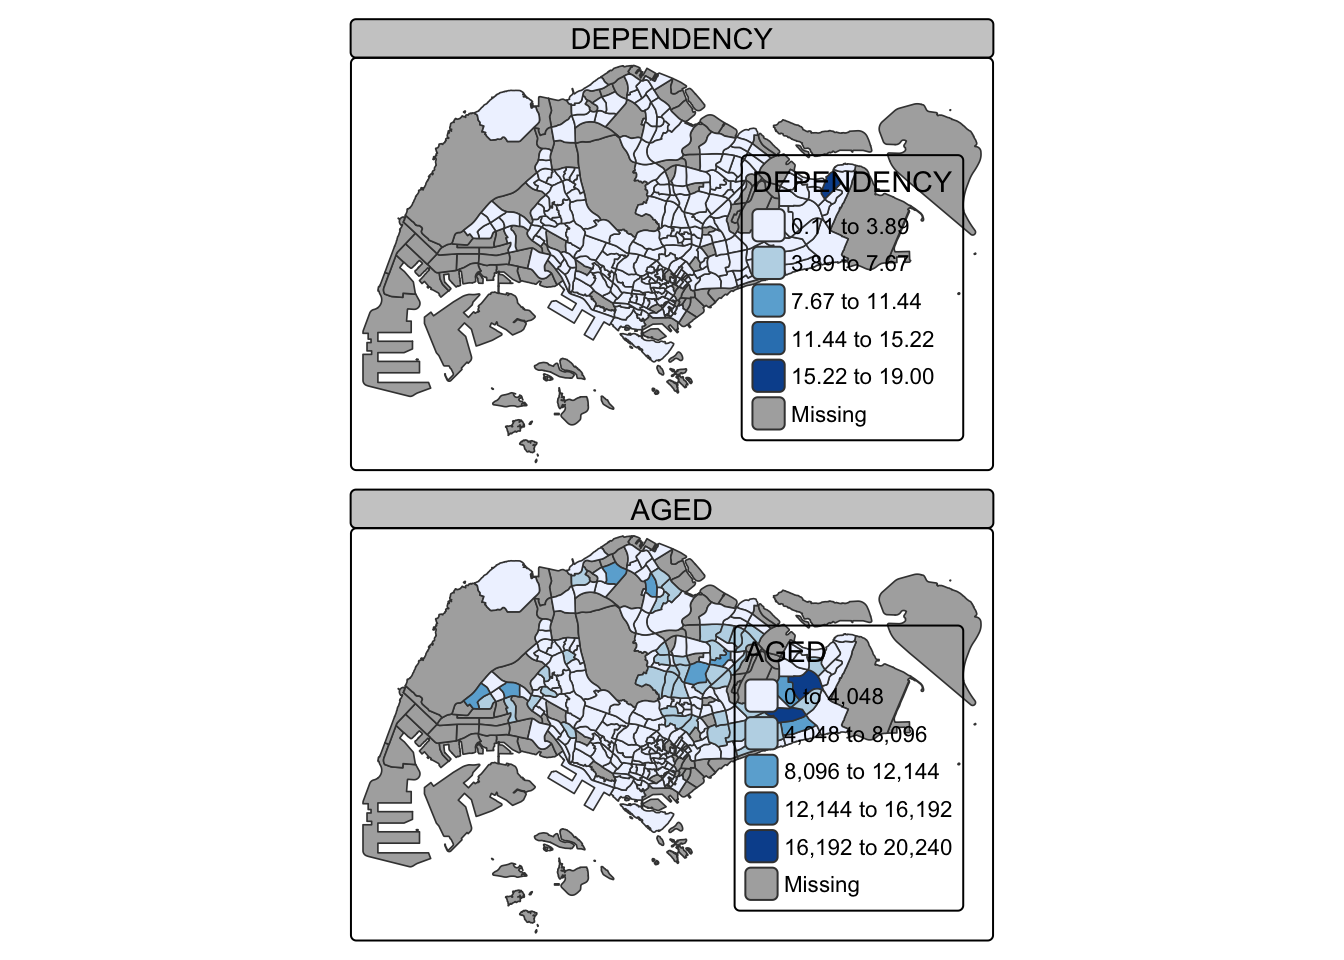 DEPENDENCY
DEPENDENCY
0.11 to 3.89
3.89 to 7.67
7.67 to 11.44
11.44 to 15.22
15.22 to 19.00
Missing
AGED
AGED
0 to 4,048
4,048 to 8,096
8,096 to 12,144
12,144 to 16,192
16,192 to 20,240
Missing